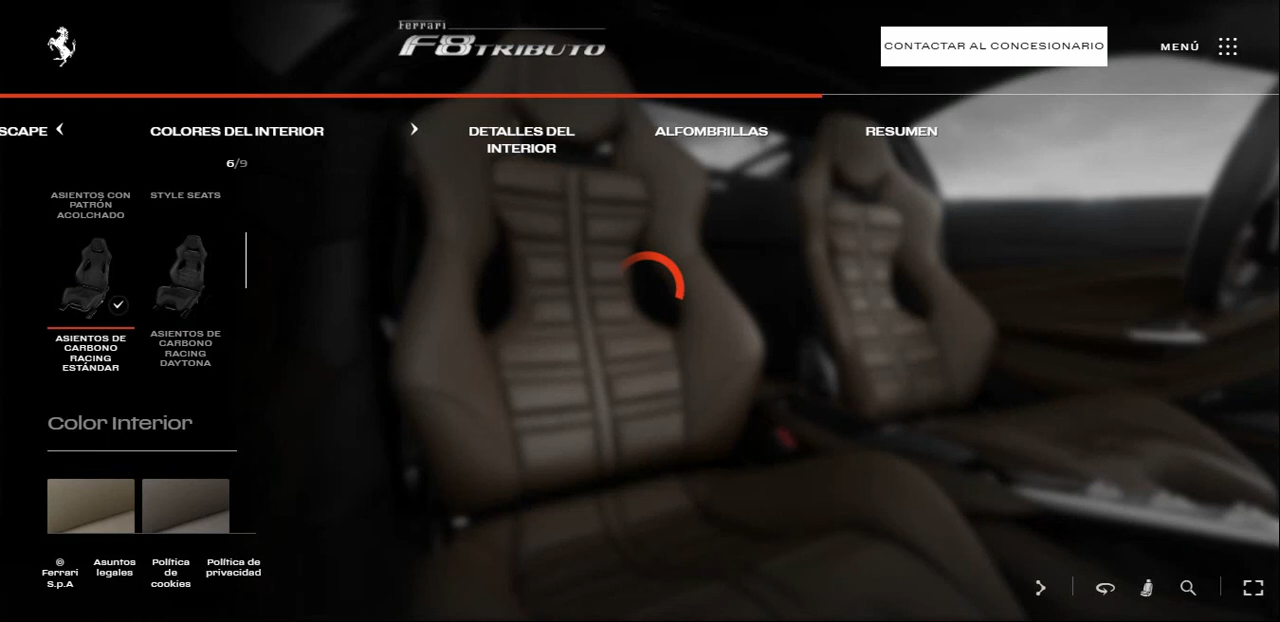 Ferrari
F8 TRIBUTO
CONTACTAR AL CONCESIONARIO
MENÚ
SCAPE
COLORES DEL INTERIOR
DETALLES DEL
INTERIOR
ALFOMBRILLAS
RESUMEN
6/9
ASIENTOS CON
PATRÓN
ACOLCHADO
STYLE SEATS
ASIENTOS DE
CARBONO
RACING
ESTÁNDAR
ASIENTOS DE
CARBONO
RACING
DAYTONA
Color Interior
©
Ferrari
S.p.A
Asuntos
legales
Política
de
cookies
Política de
privacidad